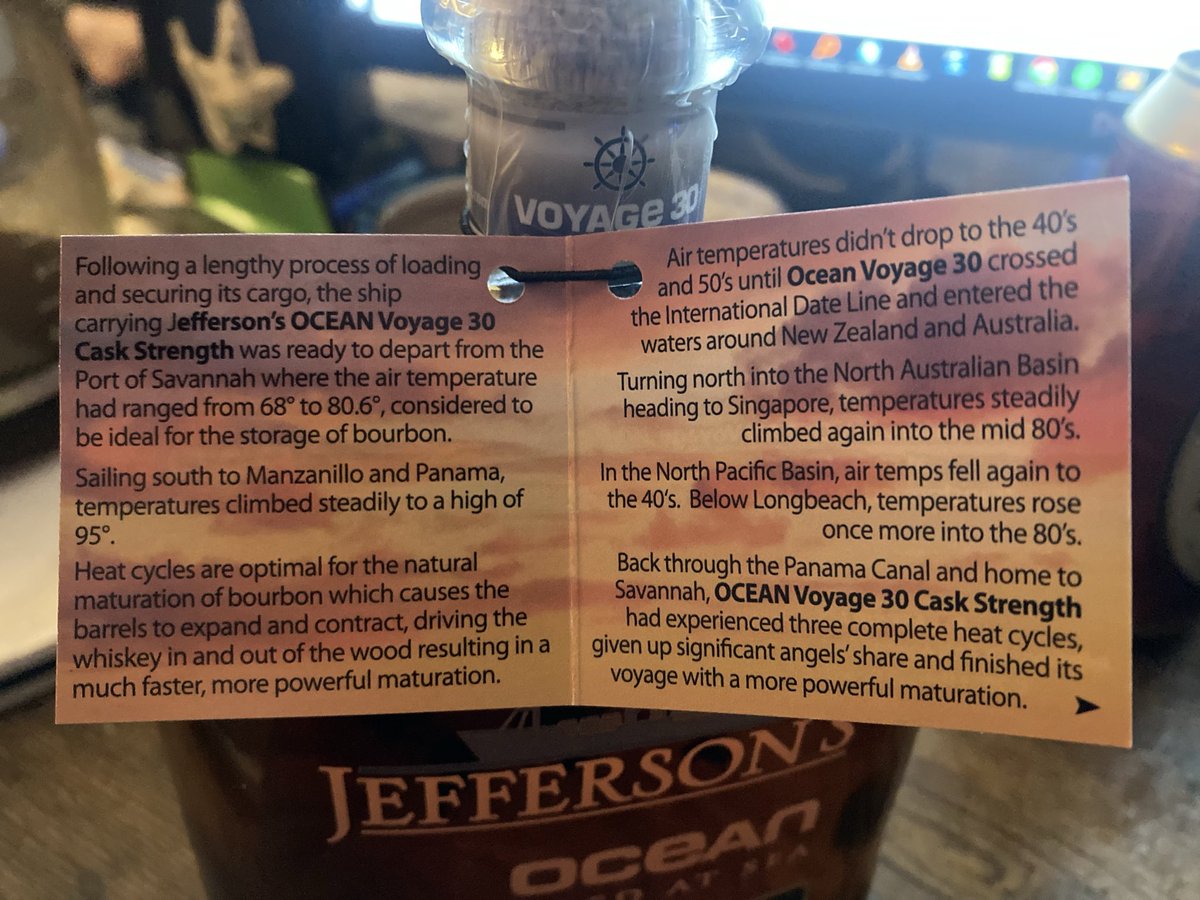 VOYAGE 30
Following a lengthy process of loading
and securing its cargo, the ship
carrying Jefferson's OCEAN Voyage 30
Cask Strength was ready to depart from the
Port of Savannah where the air temperature
had ranged from 68° to 80.6°, considered to
be ideal for the storage of bourbon.
Sailing south to Manzanillo and Panama,
temperatures climbed steadily to a high of
95°.
Heat cycles are optimal for the natural
maturation of bourbon which causes the
barrels to expand and contract, driving the
whiskey in and out of the wood resulting in a
much faster, more powerful maturation.
Air temperatures didn't drop to the 40's
and 50's until Ocean Voyage 30 crossed
the International Date Line and entered the
waters around New Zealand and Australia.
Turning north into the North Australian Basin
heading to Singapore, temperatures steadily
climbed again into the mid 80's.
In the North Pacific Basin, air temps fell again to
the 40's. Below Longbeach, temperatures rose
once more into the 80's.
Back through the Panama Canal and home to
Savannah, OCEAN Voyage 30 Cask Strength
had experienced three complete heat cycles,
given up significant angels' share and finished its
voyage with a more powerful maturation.
JEFFERSON'S
OCEAN
AT SEA